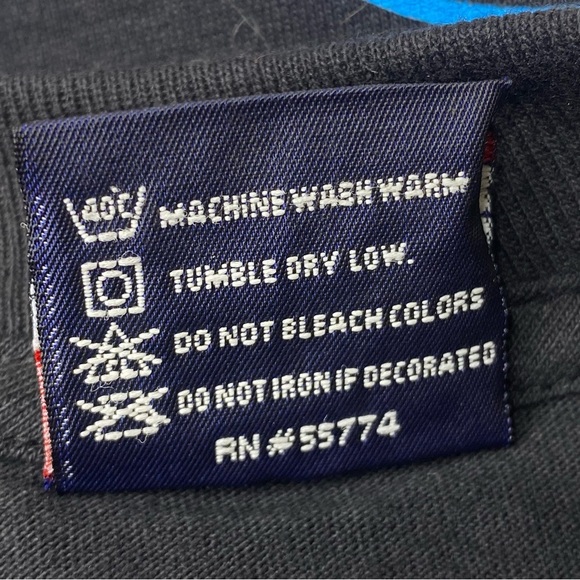 40°C MACHINE WASH WARM
TUMBLE DRY LOW.
DO NOT BLEACH COLORS
DO NOT IRON IF DECORATED
RN #55774